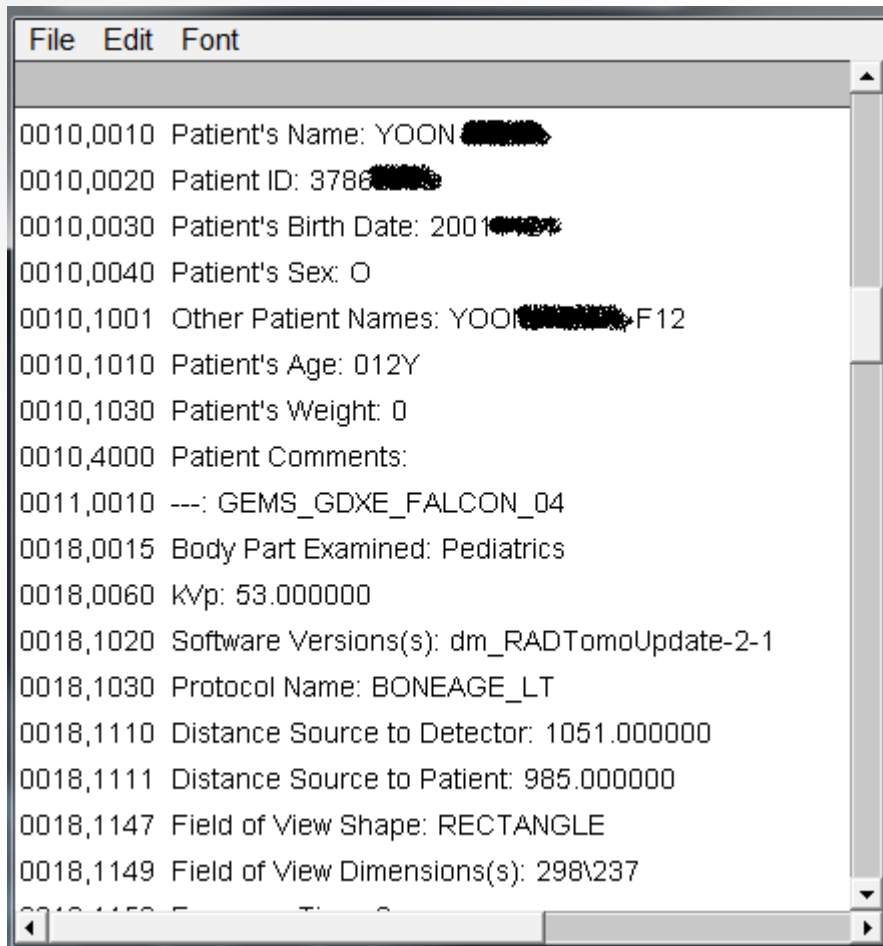 File Edit Font
0010,0010 Patient's Name: YOON
0010,0020 Patient ID: 3786
0010,0030 Patient's Birth Date: 2001
0010,0040 Patient's Sex: O
0010,1001 Other Patient Names: YOON F12
0010,1010 Patient's Age: 012Y
0010,1030 Patient's Weight: 0
0010,4000 Patient Comments:
0011,0010 ---: GEMS_GDXE_FALCON_04
0018,0015 Body Part Examined: Pediatrics
0018,0060 kVp: 53.000000
0018,1020 Software Versions(s): dm_RADTomoUpdate-2-1
0018,1030 Protocol Name: BONEAGE_LT
0018,1110 Distance Source to Detector: 1051.000000
0018,1111 Distance Source to Patient: 985.000000
0018,1147 Field of View Shape: RECTANGLE
0018,1149 Field of View Dimensions(s): 298\237